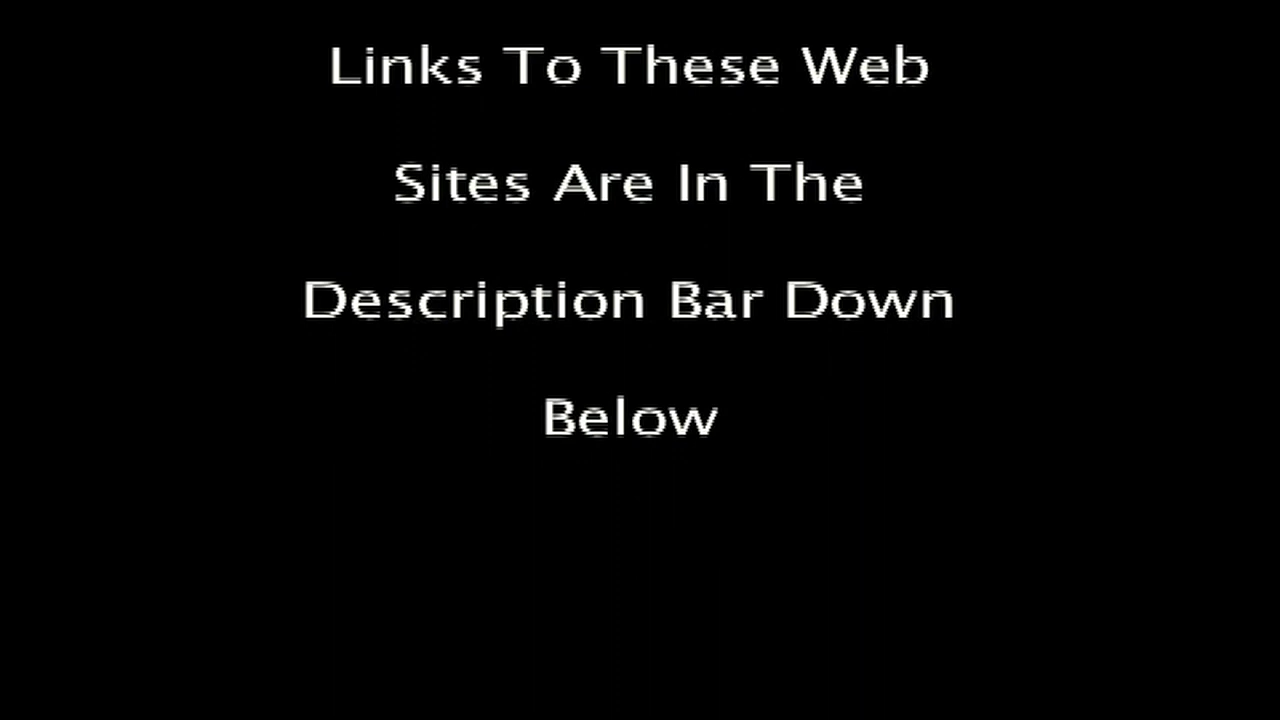 Links To These Web
Sites Are In The
Description Bar Down
Below